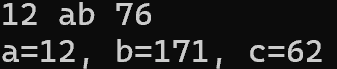 12 ab 76
a=12, b=171, c=62